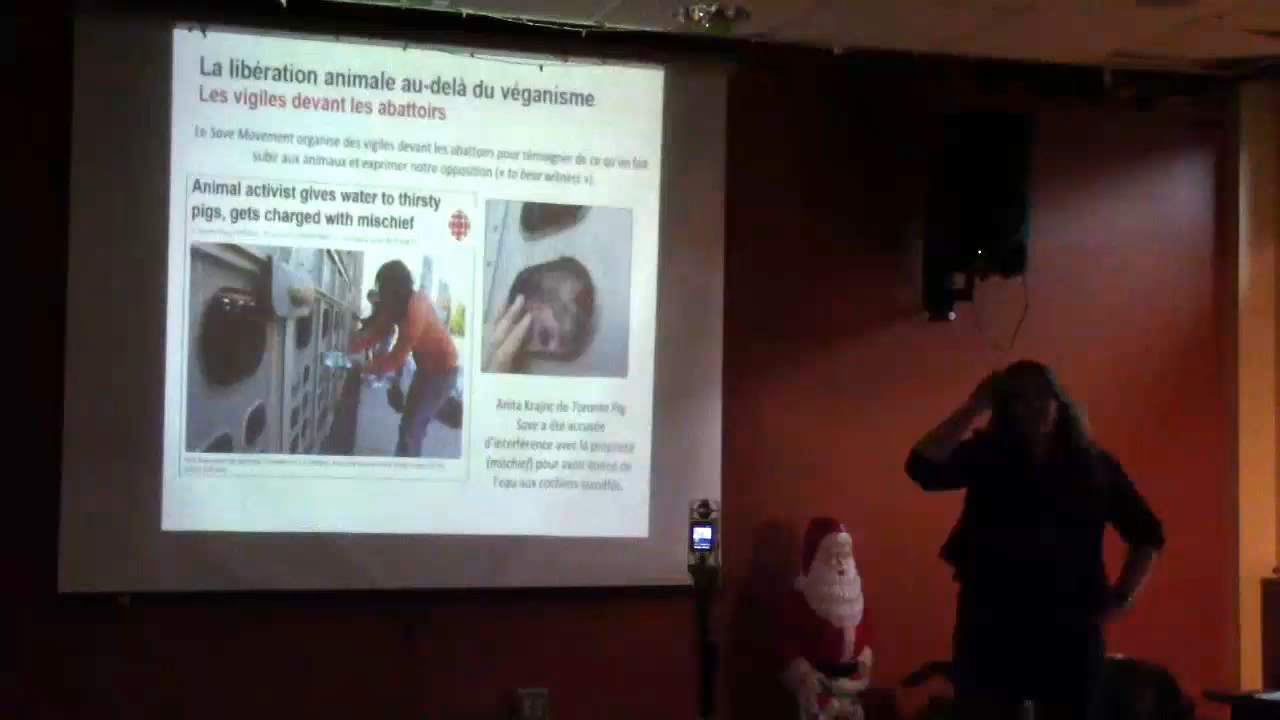 La libération animale au-delà du véganisme
Les vigiles devant les abattoirs
Le Save Movement organise des vigiles devant les abattoirs pour témoigner de ce qu'on fait
subir aux animaux et exprimer notre opposition (« to bear witness »).
Animal activist gives water to thirsty
pigs, gets charged with mischief
Anita Krajnc de Toronto Pig
Save a été accusée
d'interférence avec la propriété
(mischief) pour avoir donné de
l'eau aux cochons assoiffés.